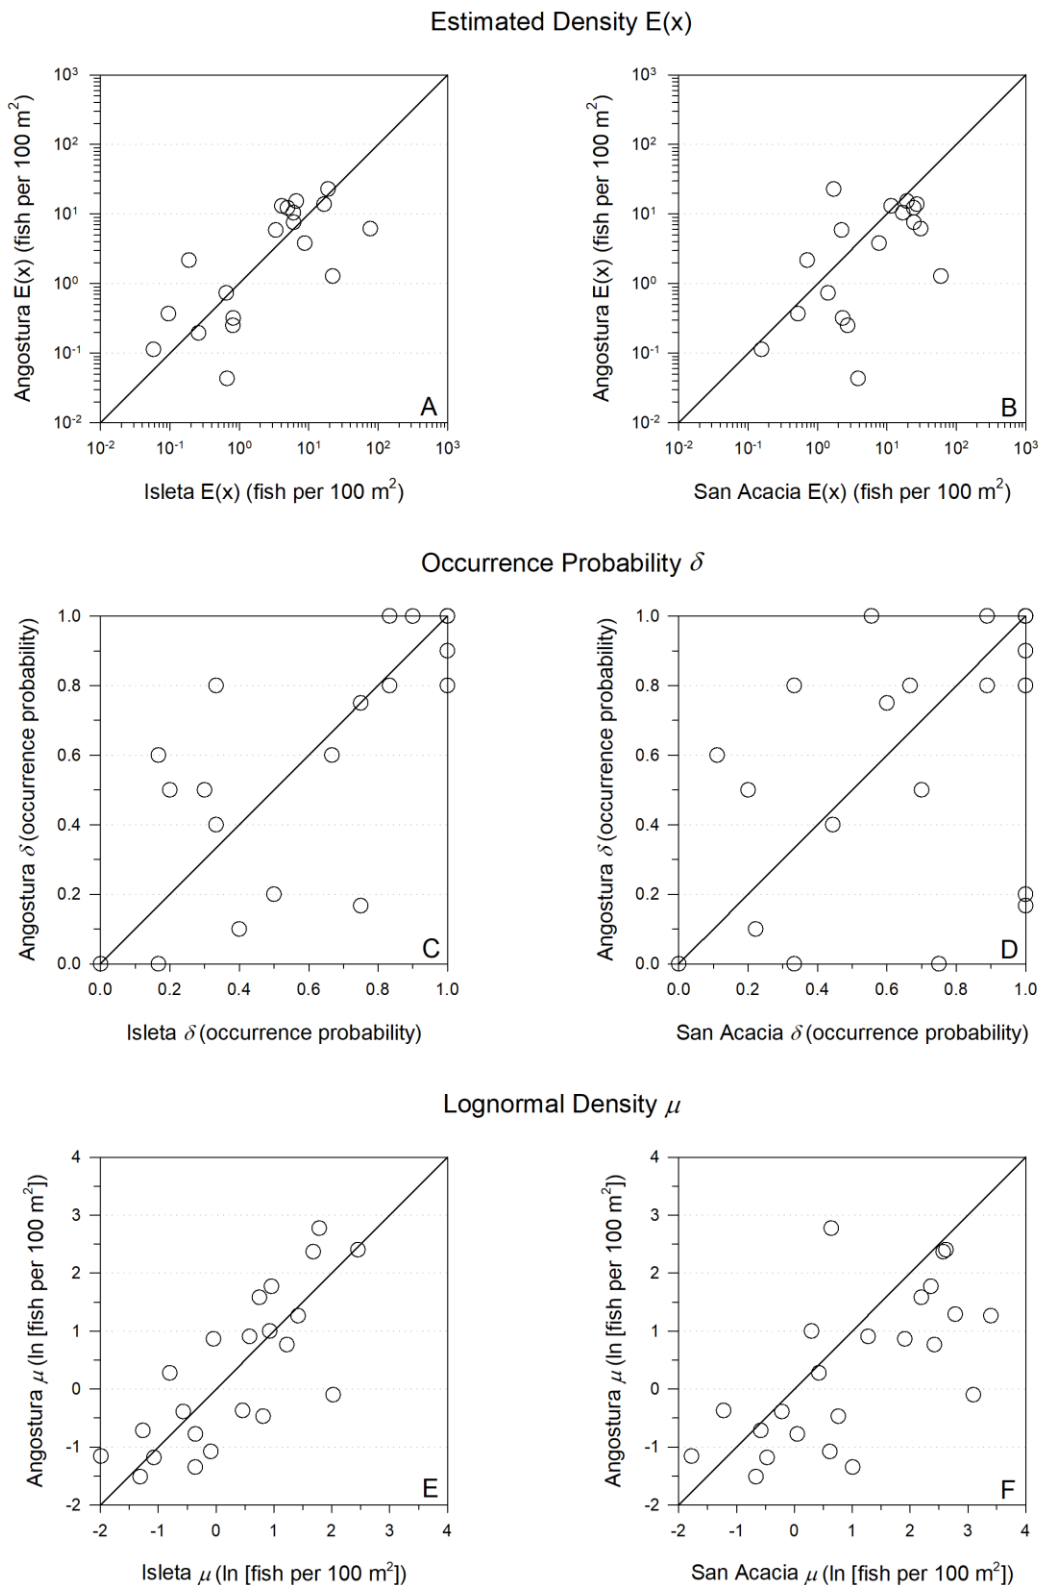 Estimated Density E(x)
Angostura E(x) (fish per 100 m²)
10³
10²
10¹
10⁰
10⁻¹
10⁻²
A
10⁻² 10⁻¹ 10⁰ 10¹ 10² 10³
Isleta E(x) (fish per 100 m²)
Angostura E(x) (fish per 100 m²)
10³
10²
10¹
10⁰
10⁻¹
10⁻²
B
10⁻² 10⁻¹ 10⁰ 10¹ 10² 10³
San Acacia E(x) (fish per 100 m²)
Occurrence Probability δ
Angostura δ (occurrence probability)
1.0
0.8
0.6
0.4
0.2
0.0
C
0.0 0.2 0.4 0.6 0.8 1.0
Isleta δ (occurrence probability)
Angostura δ (occurrence probability)
1.0
0.8
0.6
0.4
0.2
0.0
D
0.0 0.2 0.4 0.6 0.8 1.0
San Acacia δ (occurrence probability)
Lognormal Density μ
Angostura μ (ln [fish per 100 m²])
4
3
2
1
0
-1
-2
E
-2 -1 0 1 2 3 4
Isleta μ (ln [fish per 100 m²])
Angostura μ (ln [fish per 100 m²])
4
3
2
1
0
-1
-2
F
-2 -1 0 1 2 3 4
San Acacia μ (ln [fish per 100 m²])